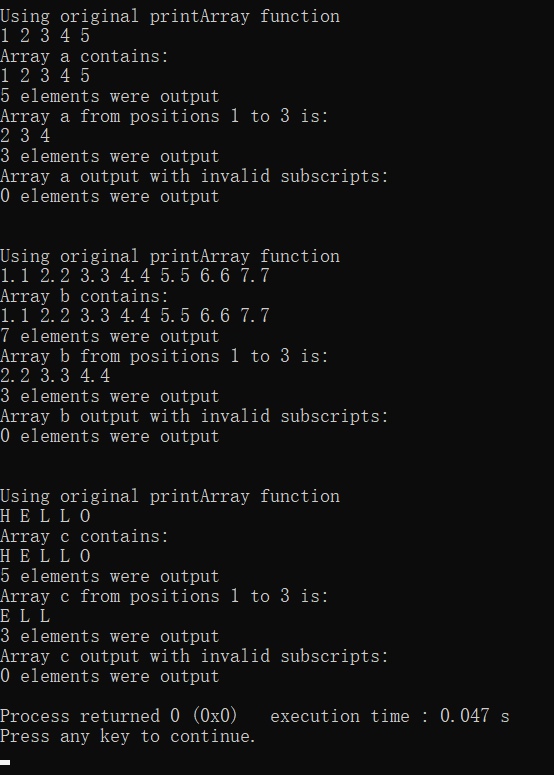 Using original printArray function
1 2 3 4 5
Array a contains:
1 2 3 4 5
5 elements were output
Array a from positions 1 to 3 is:
2 3 4
3 elements were output
Array a output with invalid subscripts:
0 elements were output
Using original printArray function
1.1 2.2 3.3 4.4 5.5 6.6 7.7
Array b contains:
1.1 2.2 3.3 4.4 5.5 6.6 7.7
7 elements were output
Array b from positions 1 to 3 is:
2.2 3.3 4.4
3 elements were output
Array b output with invalid subscripts:
0 elements were output
Using original printArray function
H E L L O
Array c contains:
H E L L O
5 elements were output
Array c from positions 1 to 3 is:
E L L
3 elements were output
Array c output with invalid subscripts:
0 elements were output
Process returned 0 (0x0)   execution time : 0.047 s
Press any key to continue.